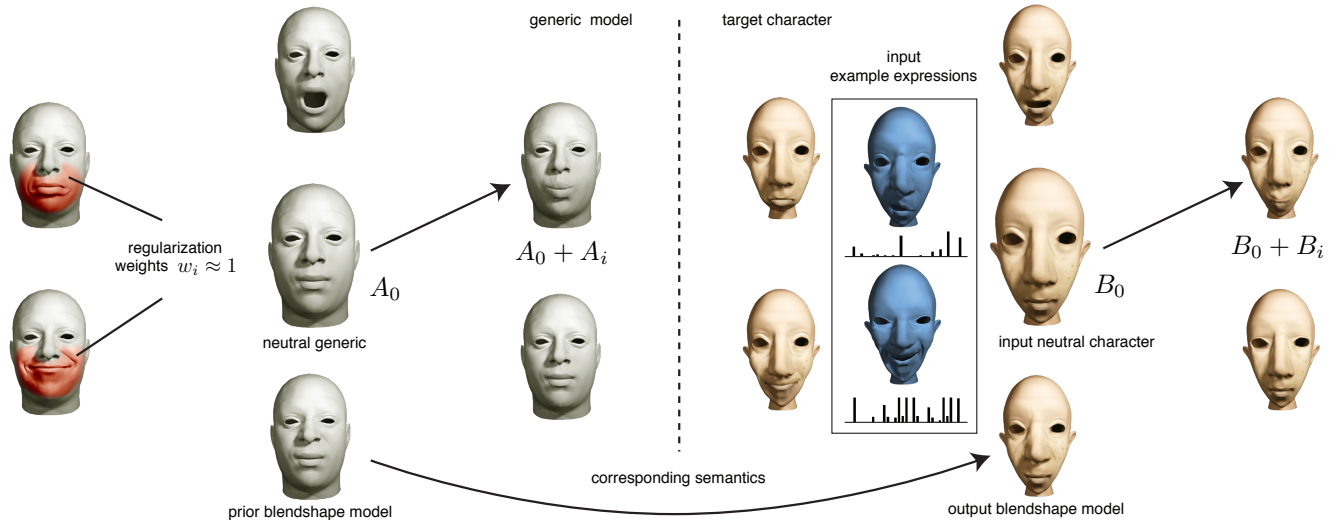 generic model
target character
input
example expressions
regularization
weights $w_i \approx 1$
$A_0$
$A_0 + A_i$
neutral generic
$B_0$
$B_0 + B_i$
input neutral character
corresponding semantics
prior blendshape model
output blendshape model